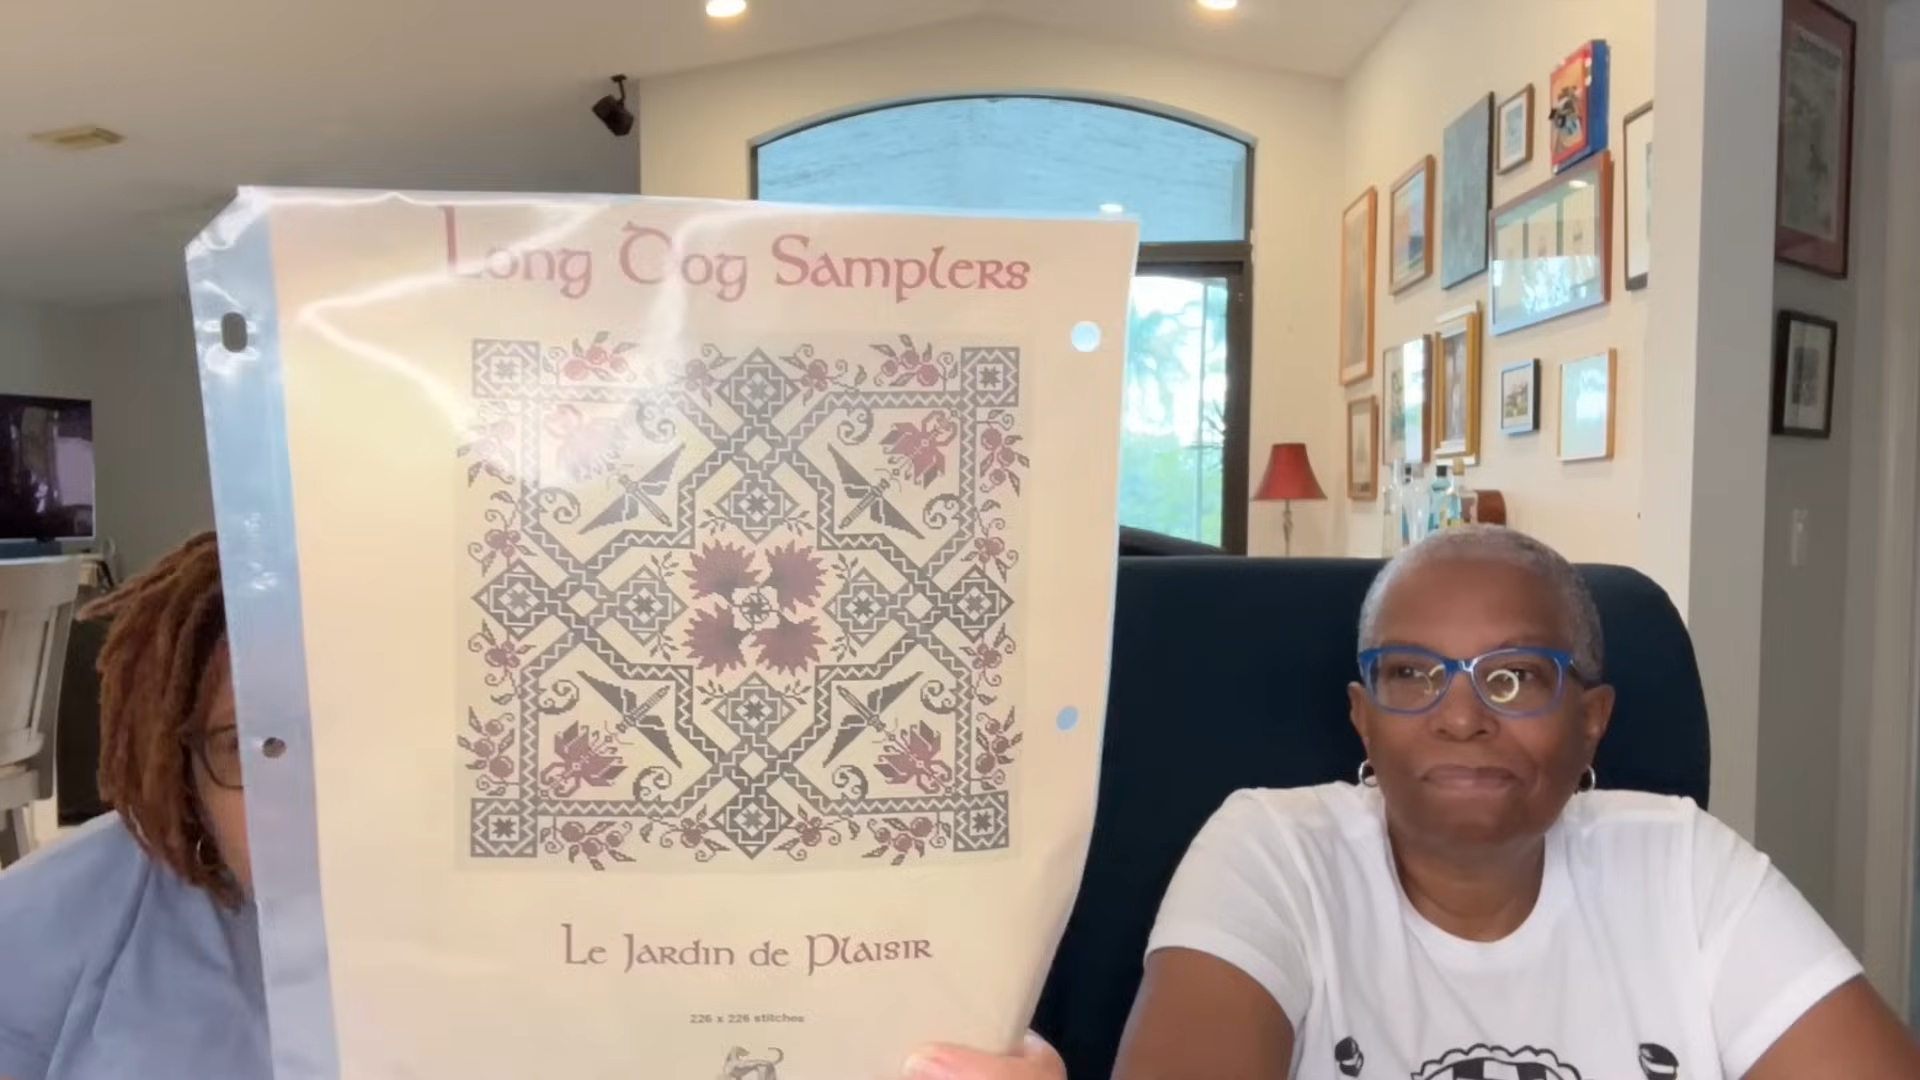 Long Dog Samplers
Le Jardin de Plaisir
226 x 226 stitches